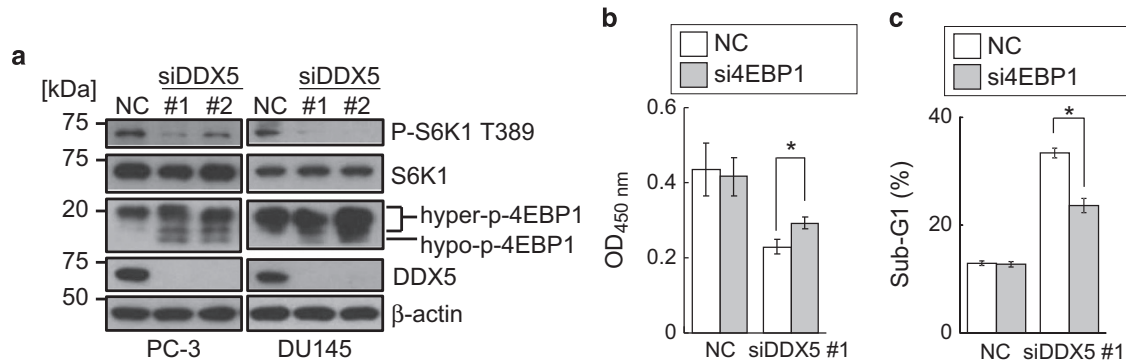 a
[kDa]
siDDX5 siDDX5
NC #1 #2 NC #1 #2
75
P-S6K1 T389
75
S6K1
20
hyper-p-4EBP1
hypo-p-4EBP1
75
DDX5
50
β-actin
PC-3 DU145
b
NC
si4EBP1
0.6
0.4
0.2
0
OD450 nm
*
NC siDDX5 #1
c
NC
si4EBP1
40
20
0
Sub-G1 (%)
*
NC siDDX5 #1